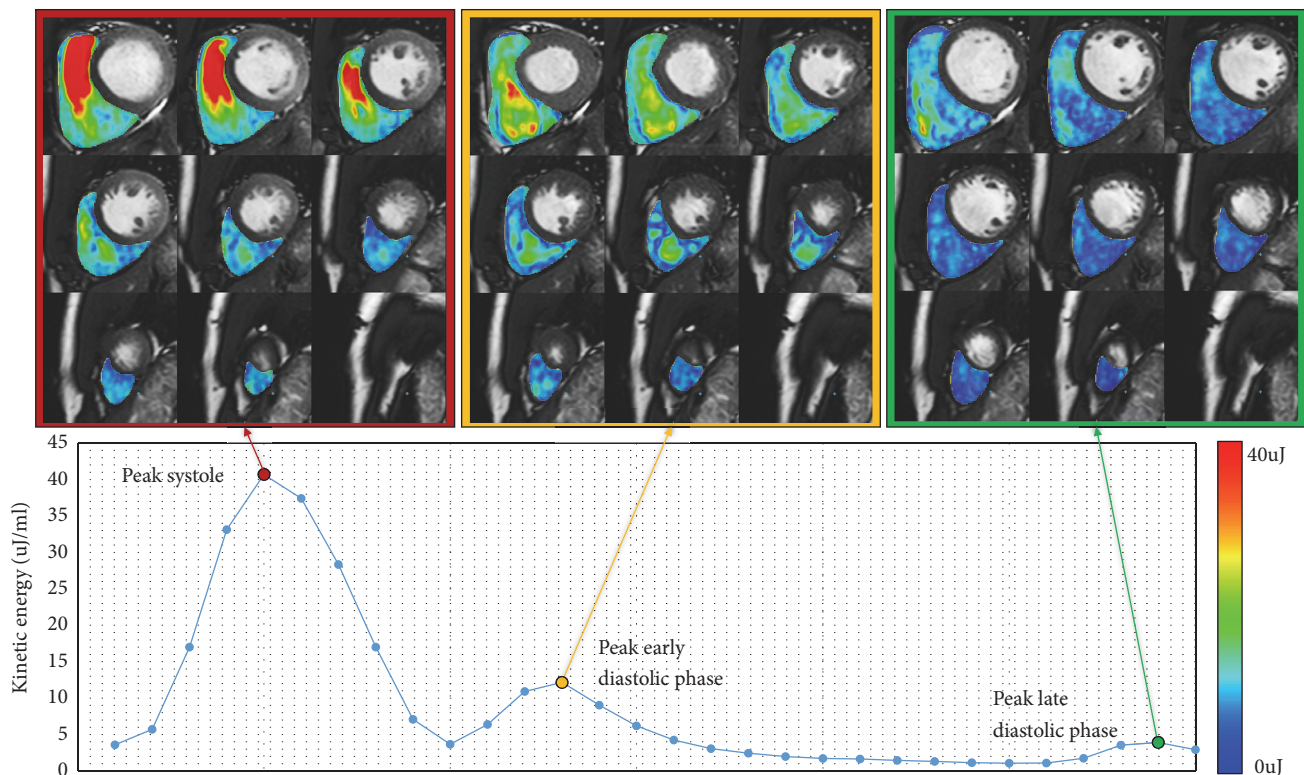 45
40
35
30
25
20
15
10
5
0
Kinetic energy (uJ/ml)
Peak systole
Peak early
diastolic phase
Peak late
diastolic phase
40uJ
0uJ